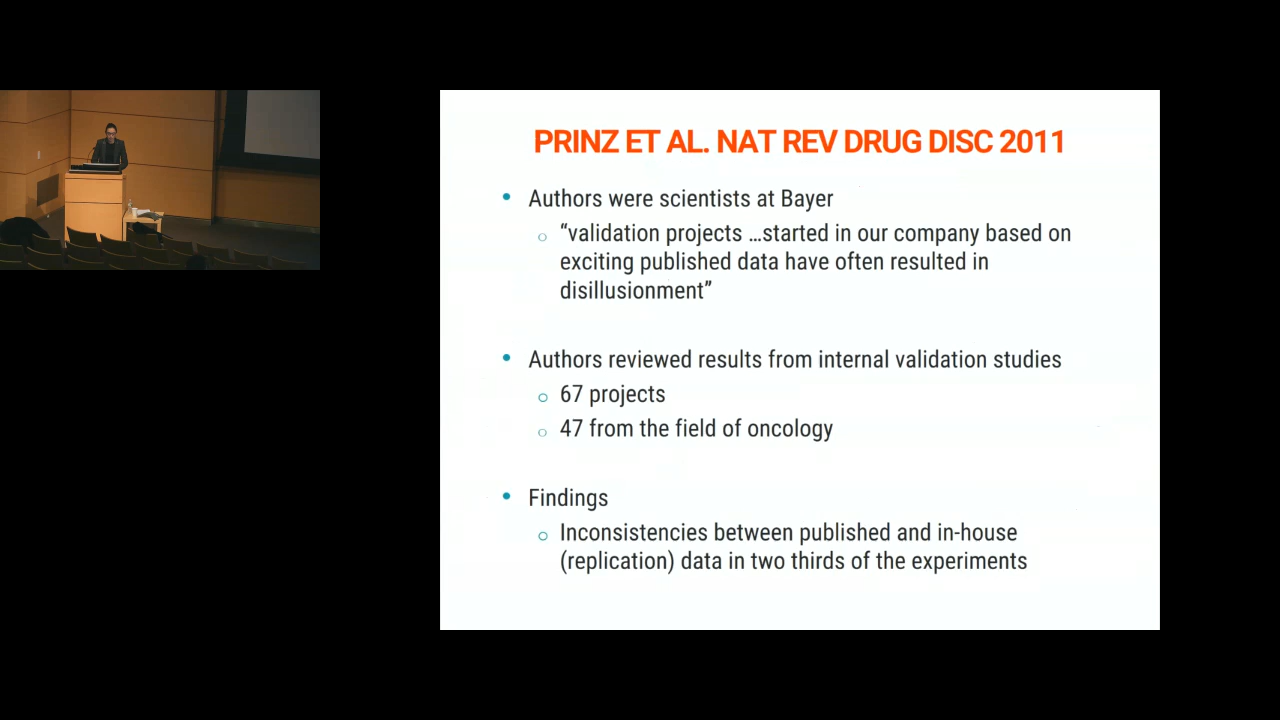 PRINZ ET AL. NAT REV DRUG DISC 2011
• Authors were scientists at Bayer
o "validation projects …started in our company based on
exciting published data have often resulted in
disillusionment"
• Authors reviewed results from internal validation studies
o 67 projects
o 47 from the field of oncology
• Findings
o Inconsistencies between published and in-house
(replication) data in two thirds of the experiments